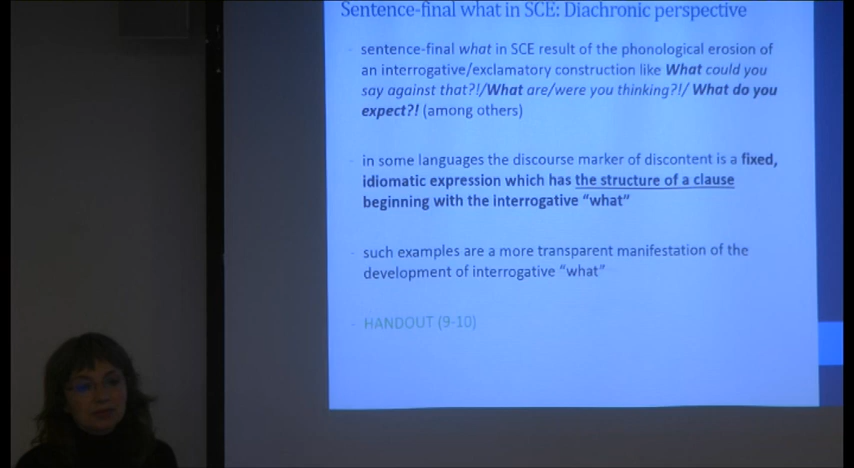 Sentence-final what in SCE: Diachronic perspective
- sentence-final what in SCE result of the phonological erosion of
an interrogative/exclamatory construction like What could you
say against that?!/What are/were you thinking?!/ What do you
expect?! (among others)
- in some languages the discourse marker of discontent is a fixed,
idiomatic expression which has the structure of a clause
beginning with the interrogative "what"
- such examples are a more transparent manifestation of the
development of interrogative "what"
- HANDOUT (9-10)